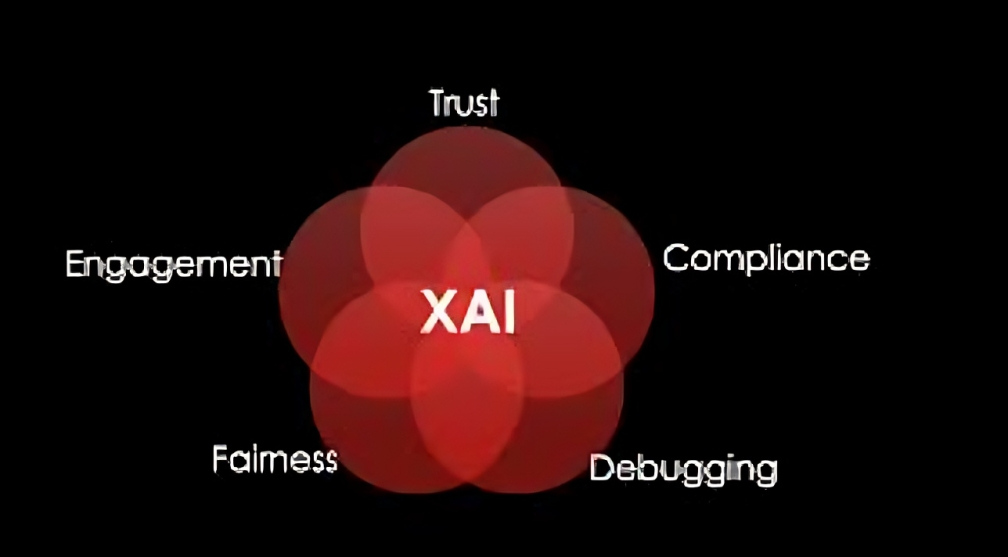 Trust
Engagement
Compliance
XAI
Fairness
Debugging